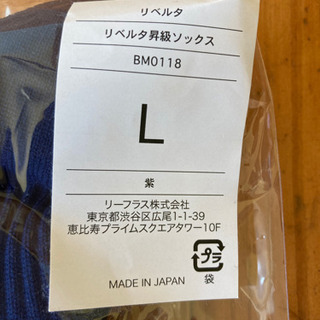 リベルタ
リベルタ昇級ソックス
BM0118
L
紫
リーフラス株式会社
東京都渋谷区広尾1-1-39
恵比寿プライムスクエアタワー10F
プラ
袋
MADE IN JAPAN